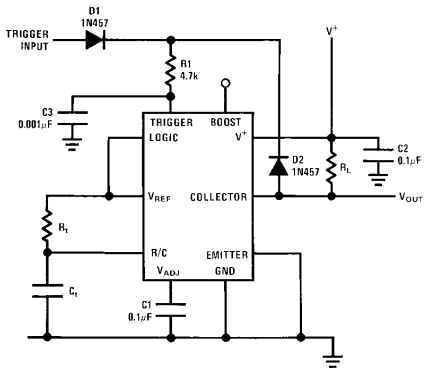 D1
1N457
TRIGGER
INPUT
V+
R1
4.7k
C3
0.001μF
TRIGGER
BOOST
LOGIC
V+
C2
0.1μF
D2
1N457
RL
VREF
COLLECTOR
VOUT
Rt
R/C
EMITTER
VADJ
GND
Ct
C1
0.1μF